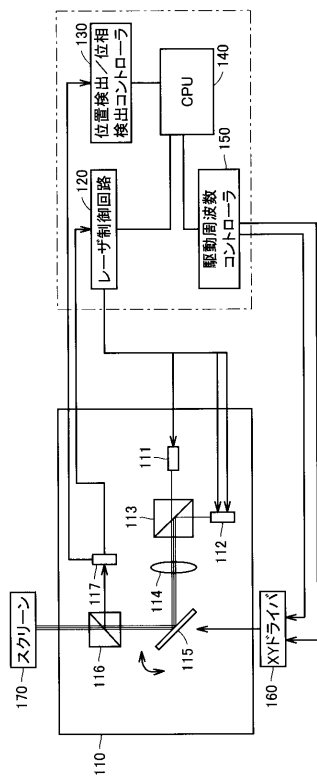 130
位置検出／位相
検出コントローラ
140
CPU
150
駆動周波数
コントローラ
120
レーザ制御回路
111
113
112
114
117
116
115
スクリーン
170
XYドライバ
160
110